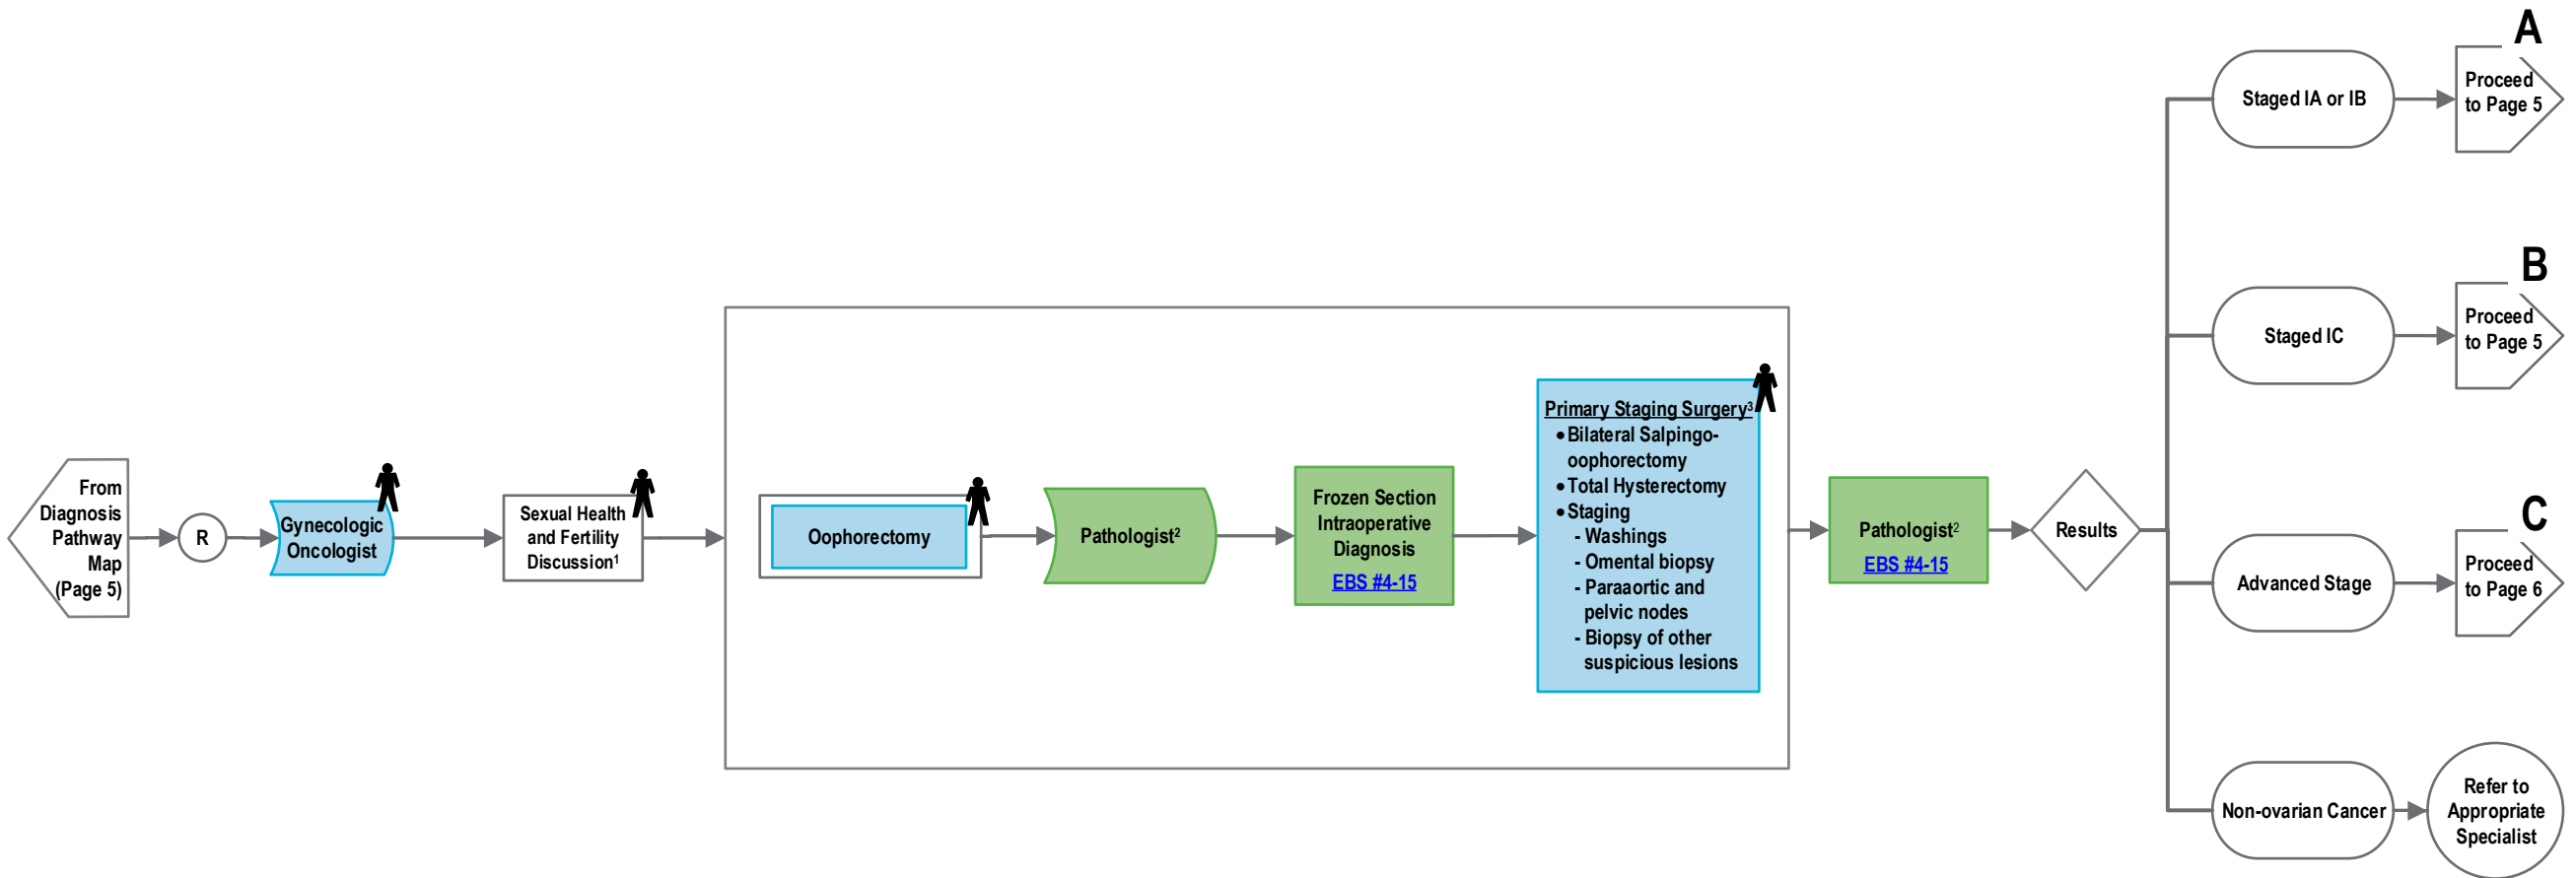 From
Diagnosis
Pathway
Map
(Page 5)
R
Gynecologic
Oncologist
Sexual Health
and Fertility
Discussion¹
Oophorectomy
Pathologist²
Frozen Section
Intraoperative
Diagnosis
EBS #4-15
Primary Staging Surgery³
• Bilateral Salpingo-
oophorectomy
• Total Hysterectomy
• Staging
- Washings
- Omental biopsy
- Paraaortic and
pelvic nodes
- Biopsy of other
suspicious lesions
Pathologist²
EBS #4-15
Results
Staged IA or IB
A
Proceed
to Page 5
Staged IC
B
Proceed
to Page 5
Advanced Stage
C
Proceed
to Page 6
Non-ovarian Cancer
Refer to
Appropriate
Specialist